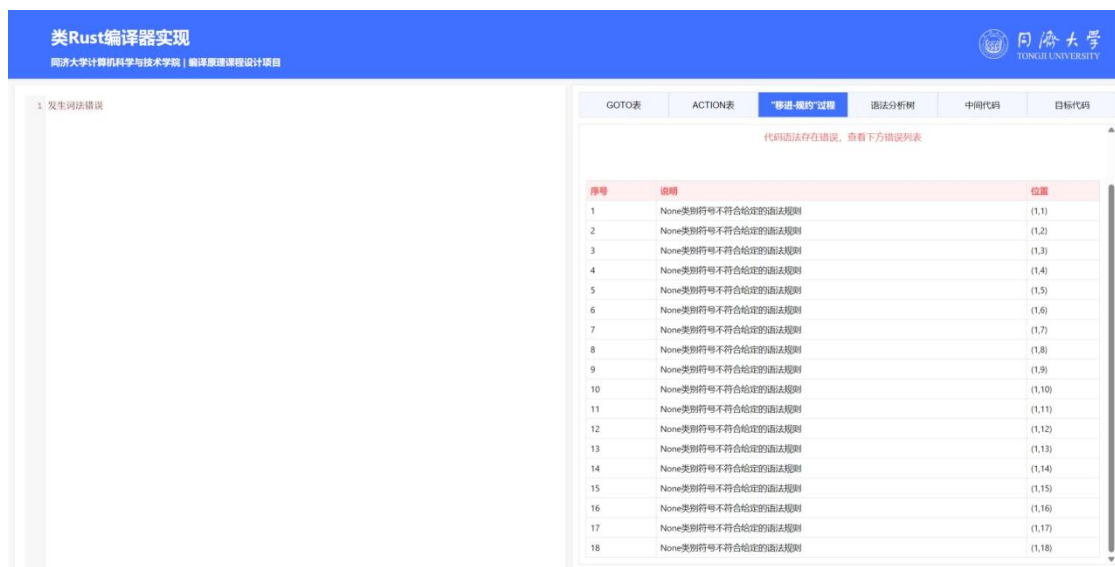 类Rust编译器实现
同济大学计算机科学与技术学院 | 编译原理课程设计项目
同濟大学
TONGJI UNIVERSITY
1 发生词法错误
GOTO表 ACTION表 "移进-规约"过程 语法分析树 中间代码 目标代码
代码语法存在错误，查看下方错误列表
序号 说明 位置
1 None类别符号不符合给定的语法规则 (1,1)
2 None类别符号不符合给定的语法规则 (1,2)
3 None类别符号不符合给定的语法规则 (1,3)
4 None类别符号不符合给定的语法规则 (1,4)
5 None类别符号不符合给定的语法规则 (1,5)
6 None类别符号不符合给定的语法规则 (1,6)
7 None类别符号不符合给定的语法规则 (1,7)
8 None类别符号不符合给定的语法规则 (1,8)
9 None类别符号不符合给定的语法规则 (1,9)
10 None类别符号不符合给定的语法规则 (1,10)
11 None类别符号不符合给定的语法规则 (1,11)
12 None类别符号不符合给定的语法规则 (1,12)
13 None类别符号不符合给定的语法规则 (1,13)
14 None类别符号不符合给定的语法规则 (1,14)
15 None类别符号不符合给定的语法规则 (1,15)
16 None类别符号不符合给定的语法规则 (1,16)
17 None类别符号不符合给定的语法规则 (1,17)
18 None类别符号不符合给定的语法规则 (1,18)